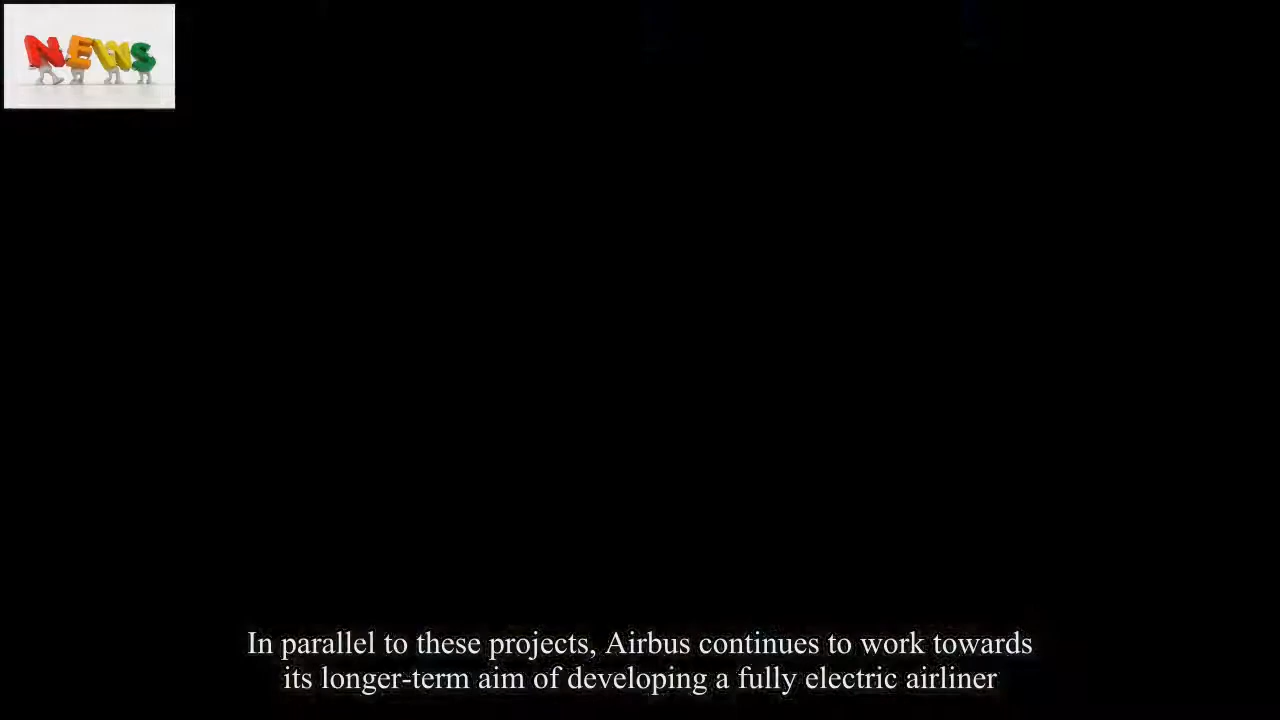 NEWS
In parallel to these projects, Airbus continues to work towards
its longer-term aim of developing a fully electric airliner